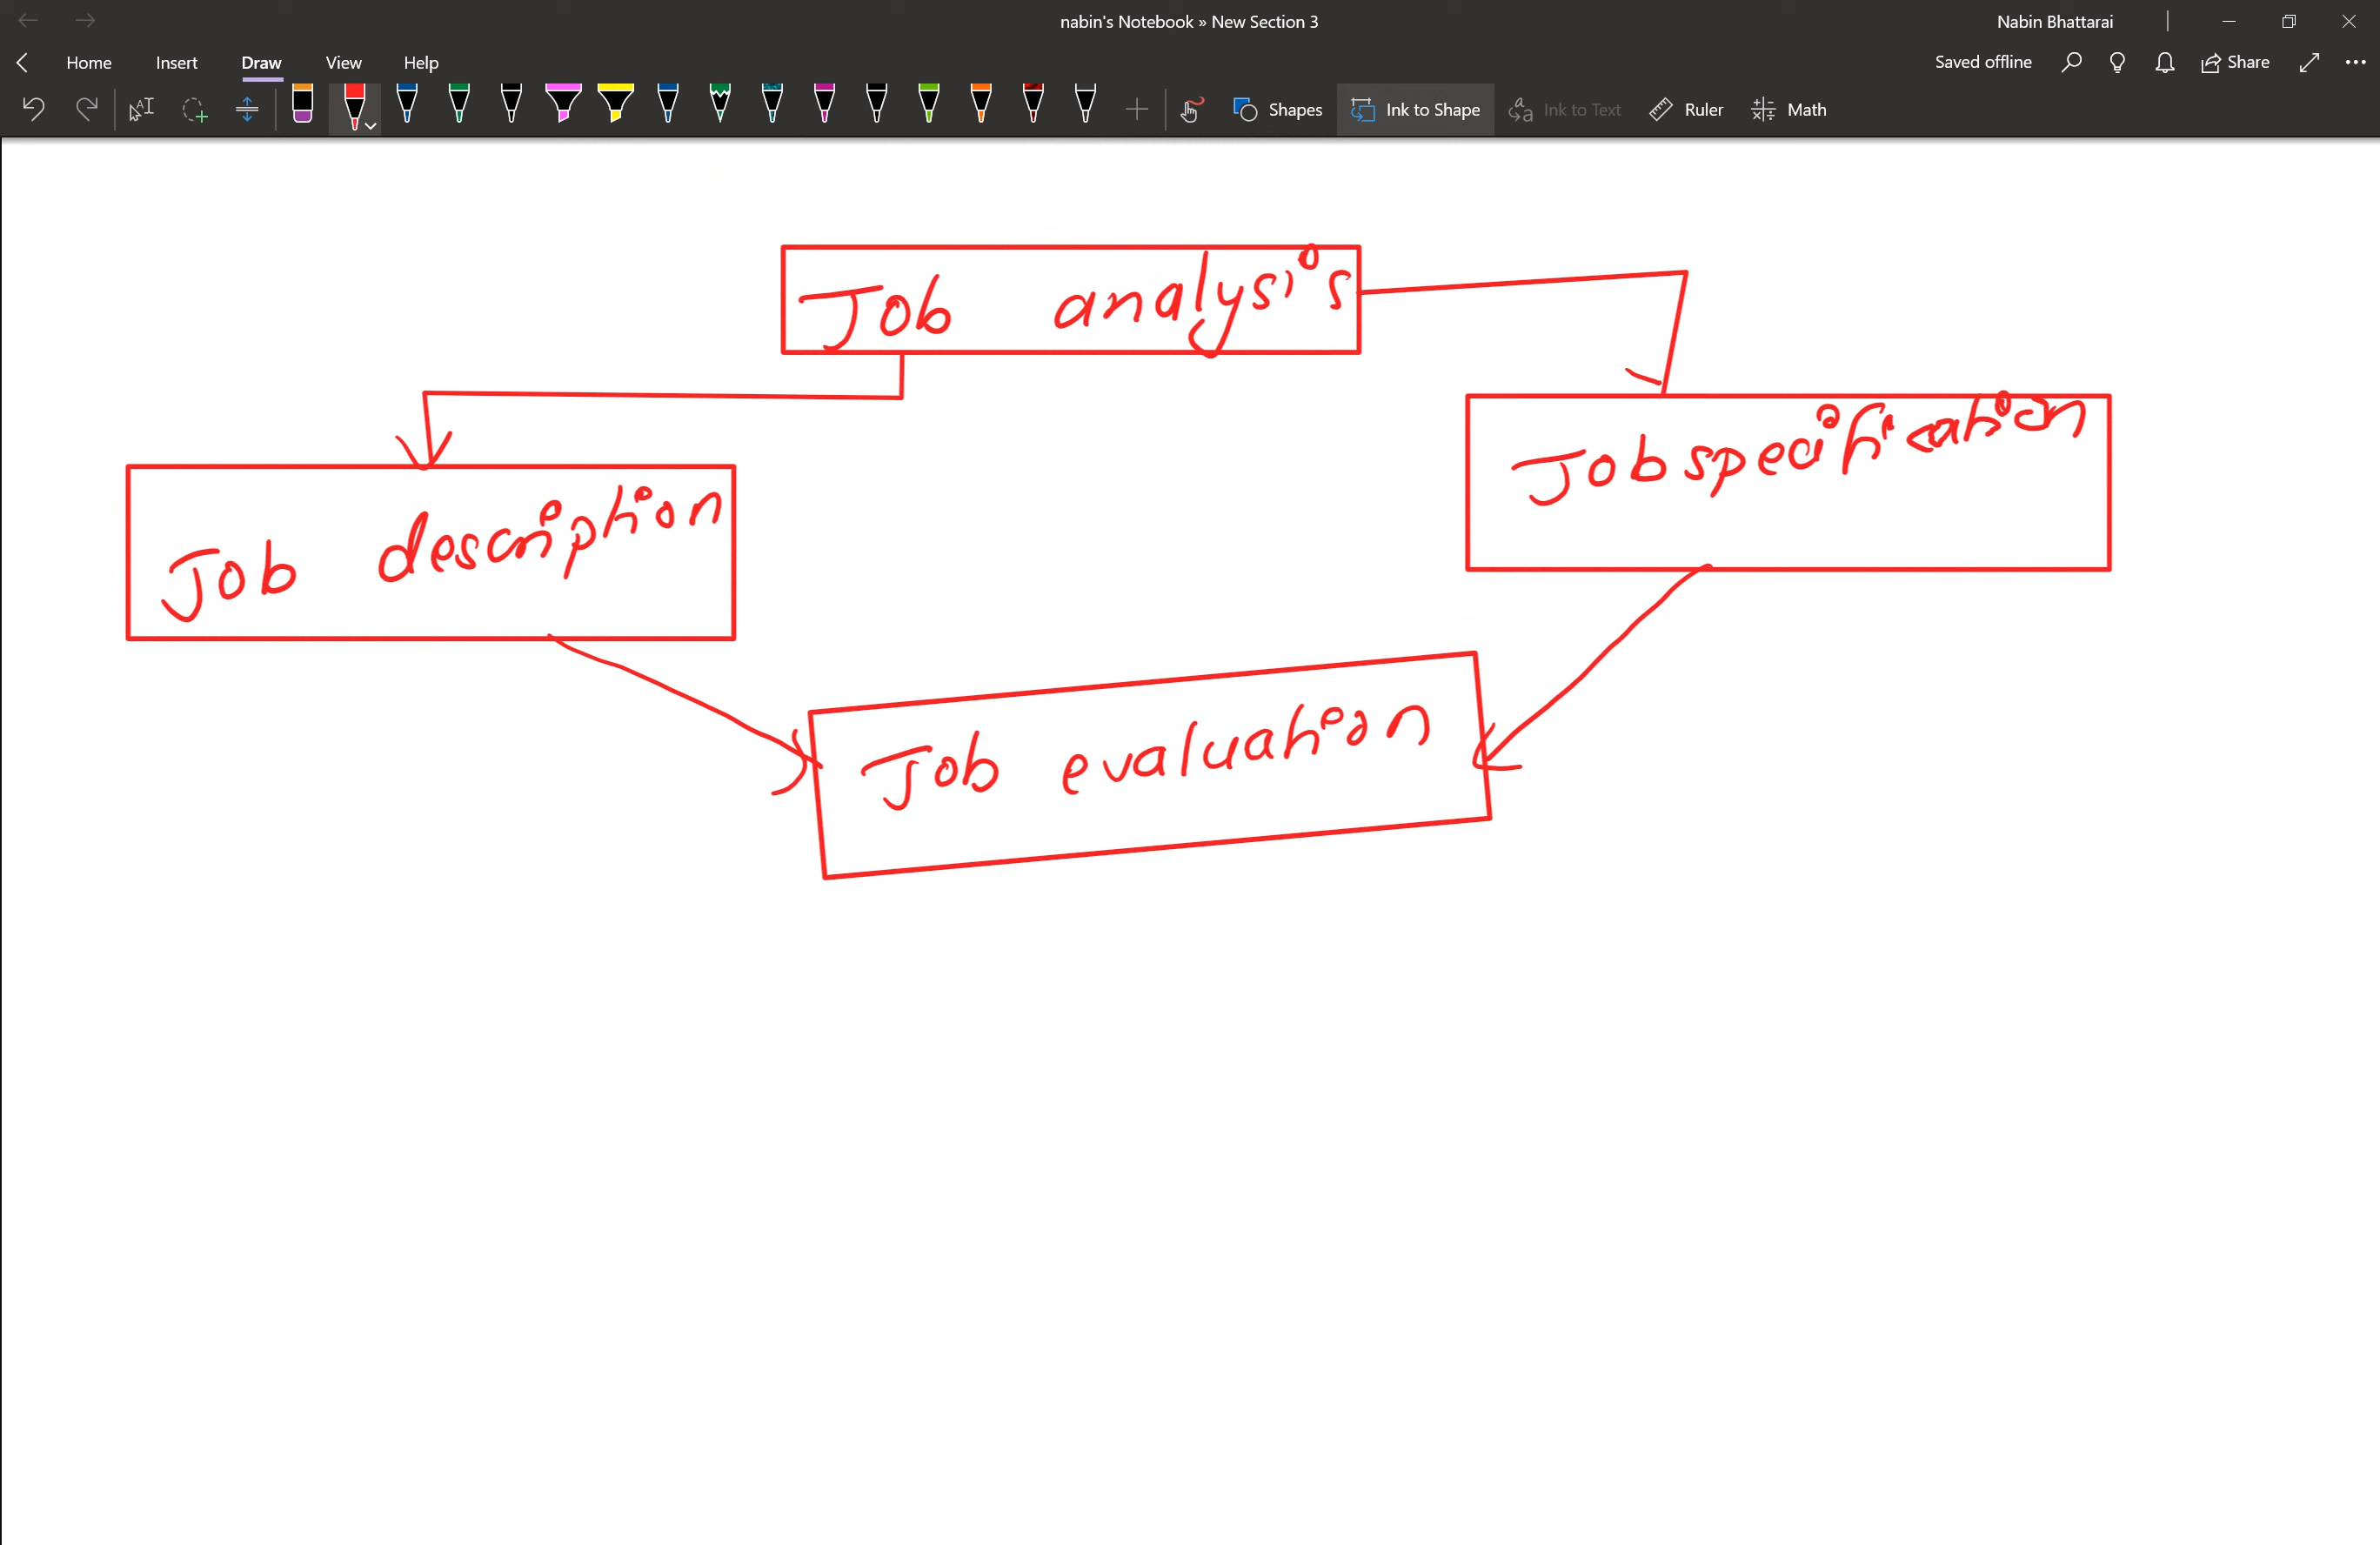 nabin's Notebook » New Section 3
Nabin Bhattarai
Home Insert Draw View Help
Saved offline
Share
Shapes
Ink to Shape
Ink to Text
Ruler
Math
Job analysis
Job specification
Job description
Job evaluation